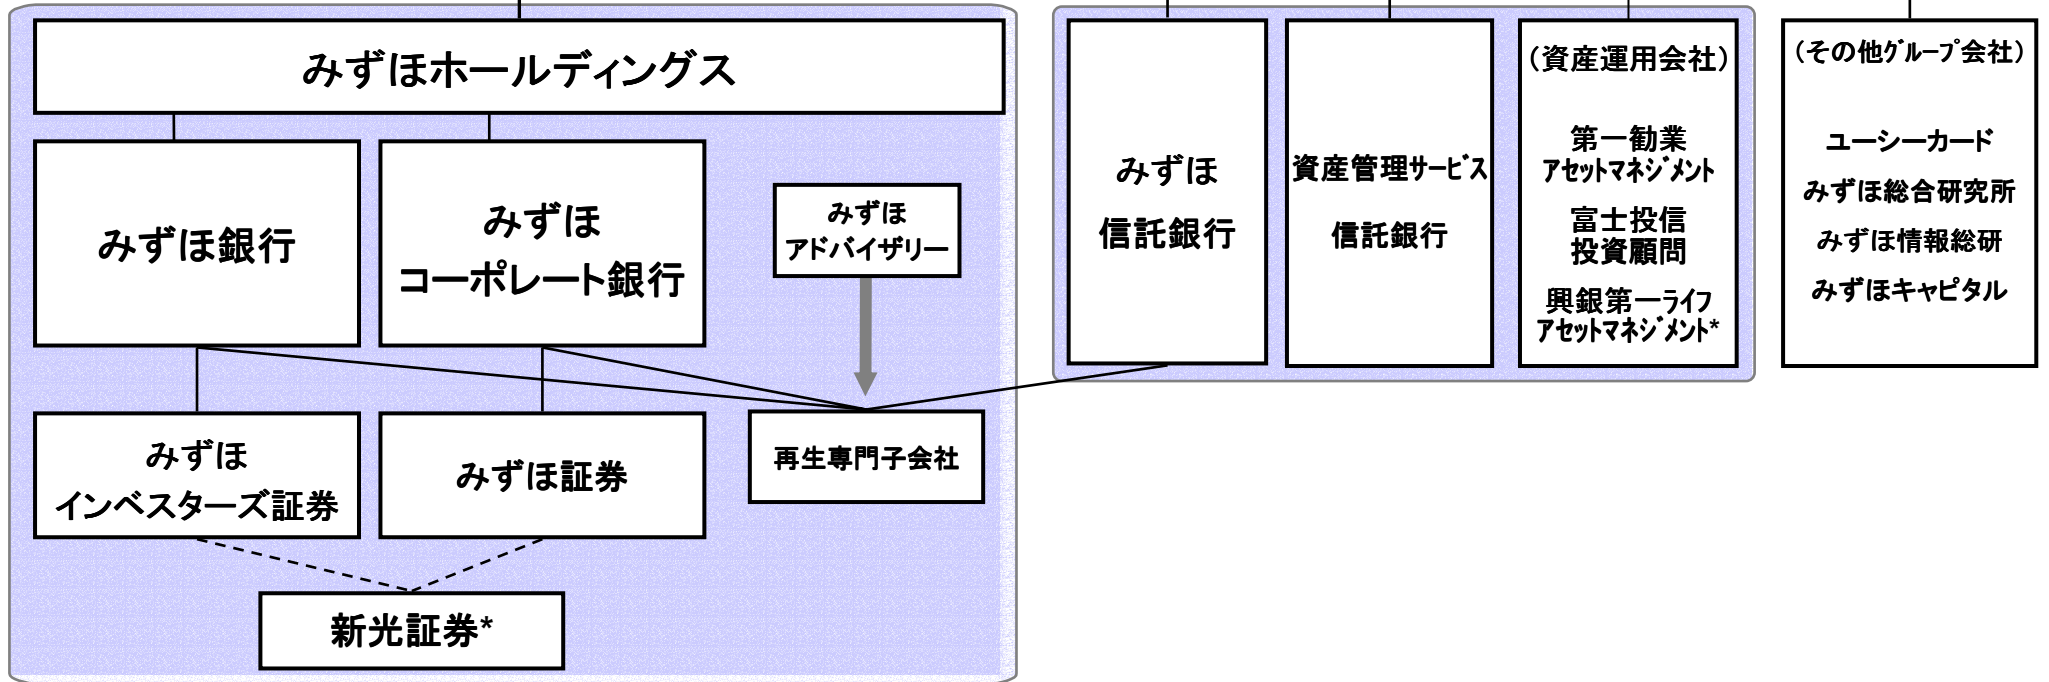 みずほホールディングス
みずほ銀行
みずほ
コーポレート銀行
みずほ
アドバイザリー
みずほ
インベスターズ証券
みずほ証券
再生専門子会社
新光証券*
みずほ
信託銀行
資産管理サービス
信託銀行
(資産運用会社)
第一勧業
アセットマネジメント
富士投信
投資顧問
興銀第一ライフ
アセットマネジメント*
(その他グループ会社)
ユーシーカード
みずほ総合研究所
みずほ情報総研
みずほキャピタル